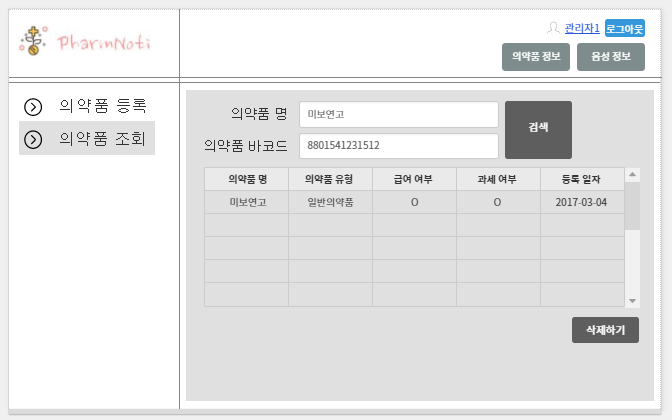 PharmNoti
관리자1 로그아웃
의약품 정보 음성 정보
의약품 등록
의약품 조회
의약품 명 미보연고
검색
의약품 바코드 8801541231512
의약품 명 의약품 유형 급여 여부 과세 여부 등록 일자
미보연고 일반의약품 O O 2017-03-04
삭제하기